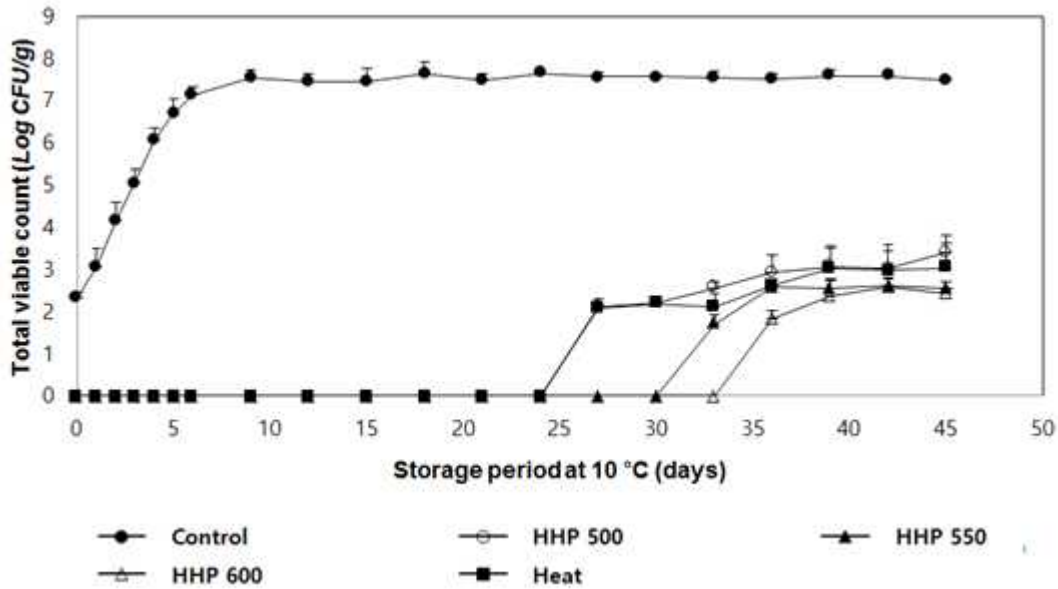 9
8
7
6
5
4
3
2
1
0
Total viable count (Log CFU/g)
0 5 10 15 20 25 30 35 40 45 50
Storage period at 10 °C (days)
Control HHP 500 HHP 550
HHP 600 Heat